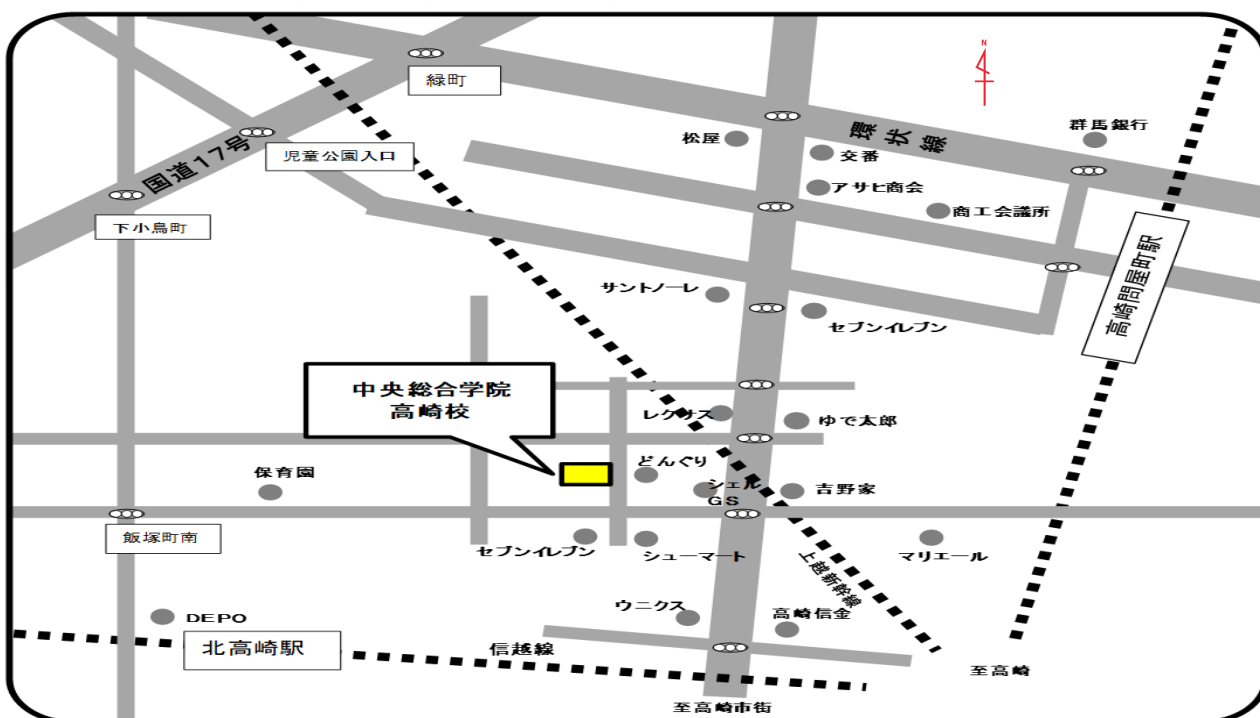 N
緑町
環状線
群馬銀行
松屋
交番
国道17号
児童公園入口
アサヒ商会
商工会議所
下小鳥町
高崎問屋町駅
サントノーレ
セブンイレブン
中央総合学院
高崎校
レクサス
ゆで太郎
どんぐり
保育園
シェル
GS
吉野家
飯塚町南
セブンイレブン
シューマート
マリエール
上越新幹線
ウニクス
高崎信金
DEPO
北高崎駅
信越線
至高崎
至高崎市街